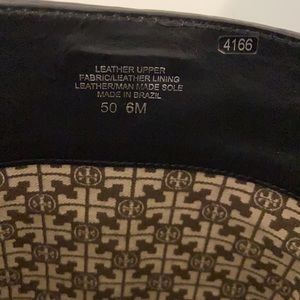 4166
LEATHER UPPER
FABRIC/LEATHER LINING
LEATHER/MAN MADE SOLE
MADE IN BRAZIL
50 6M